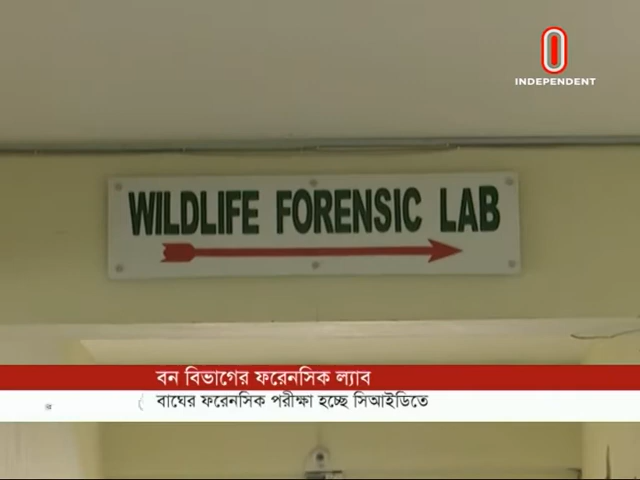 INDEPENDENT
WILDLIFE FORENSIC LAB
বন বিভাগের ফরেনসিক ল্যাব
বাঘের ফরেনসিক পরীক্ষা হচ্ছে সিআইডিতে